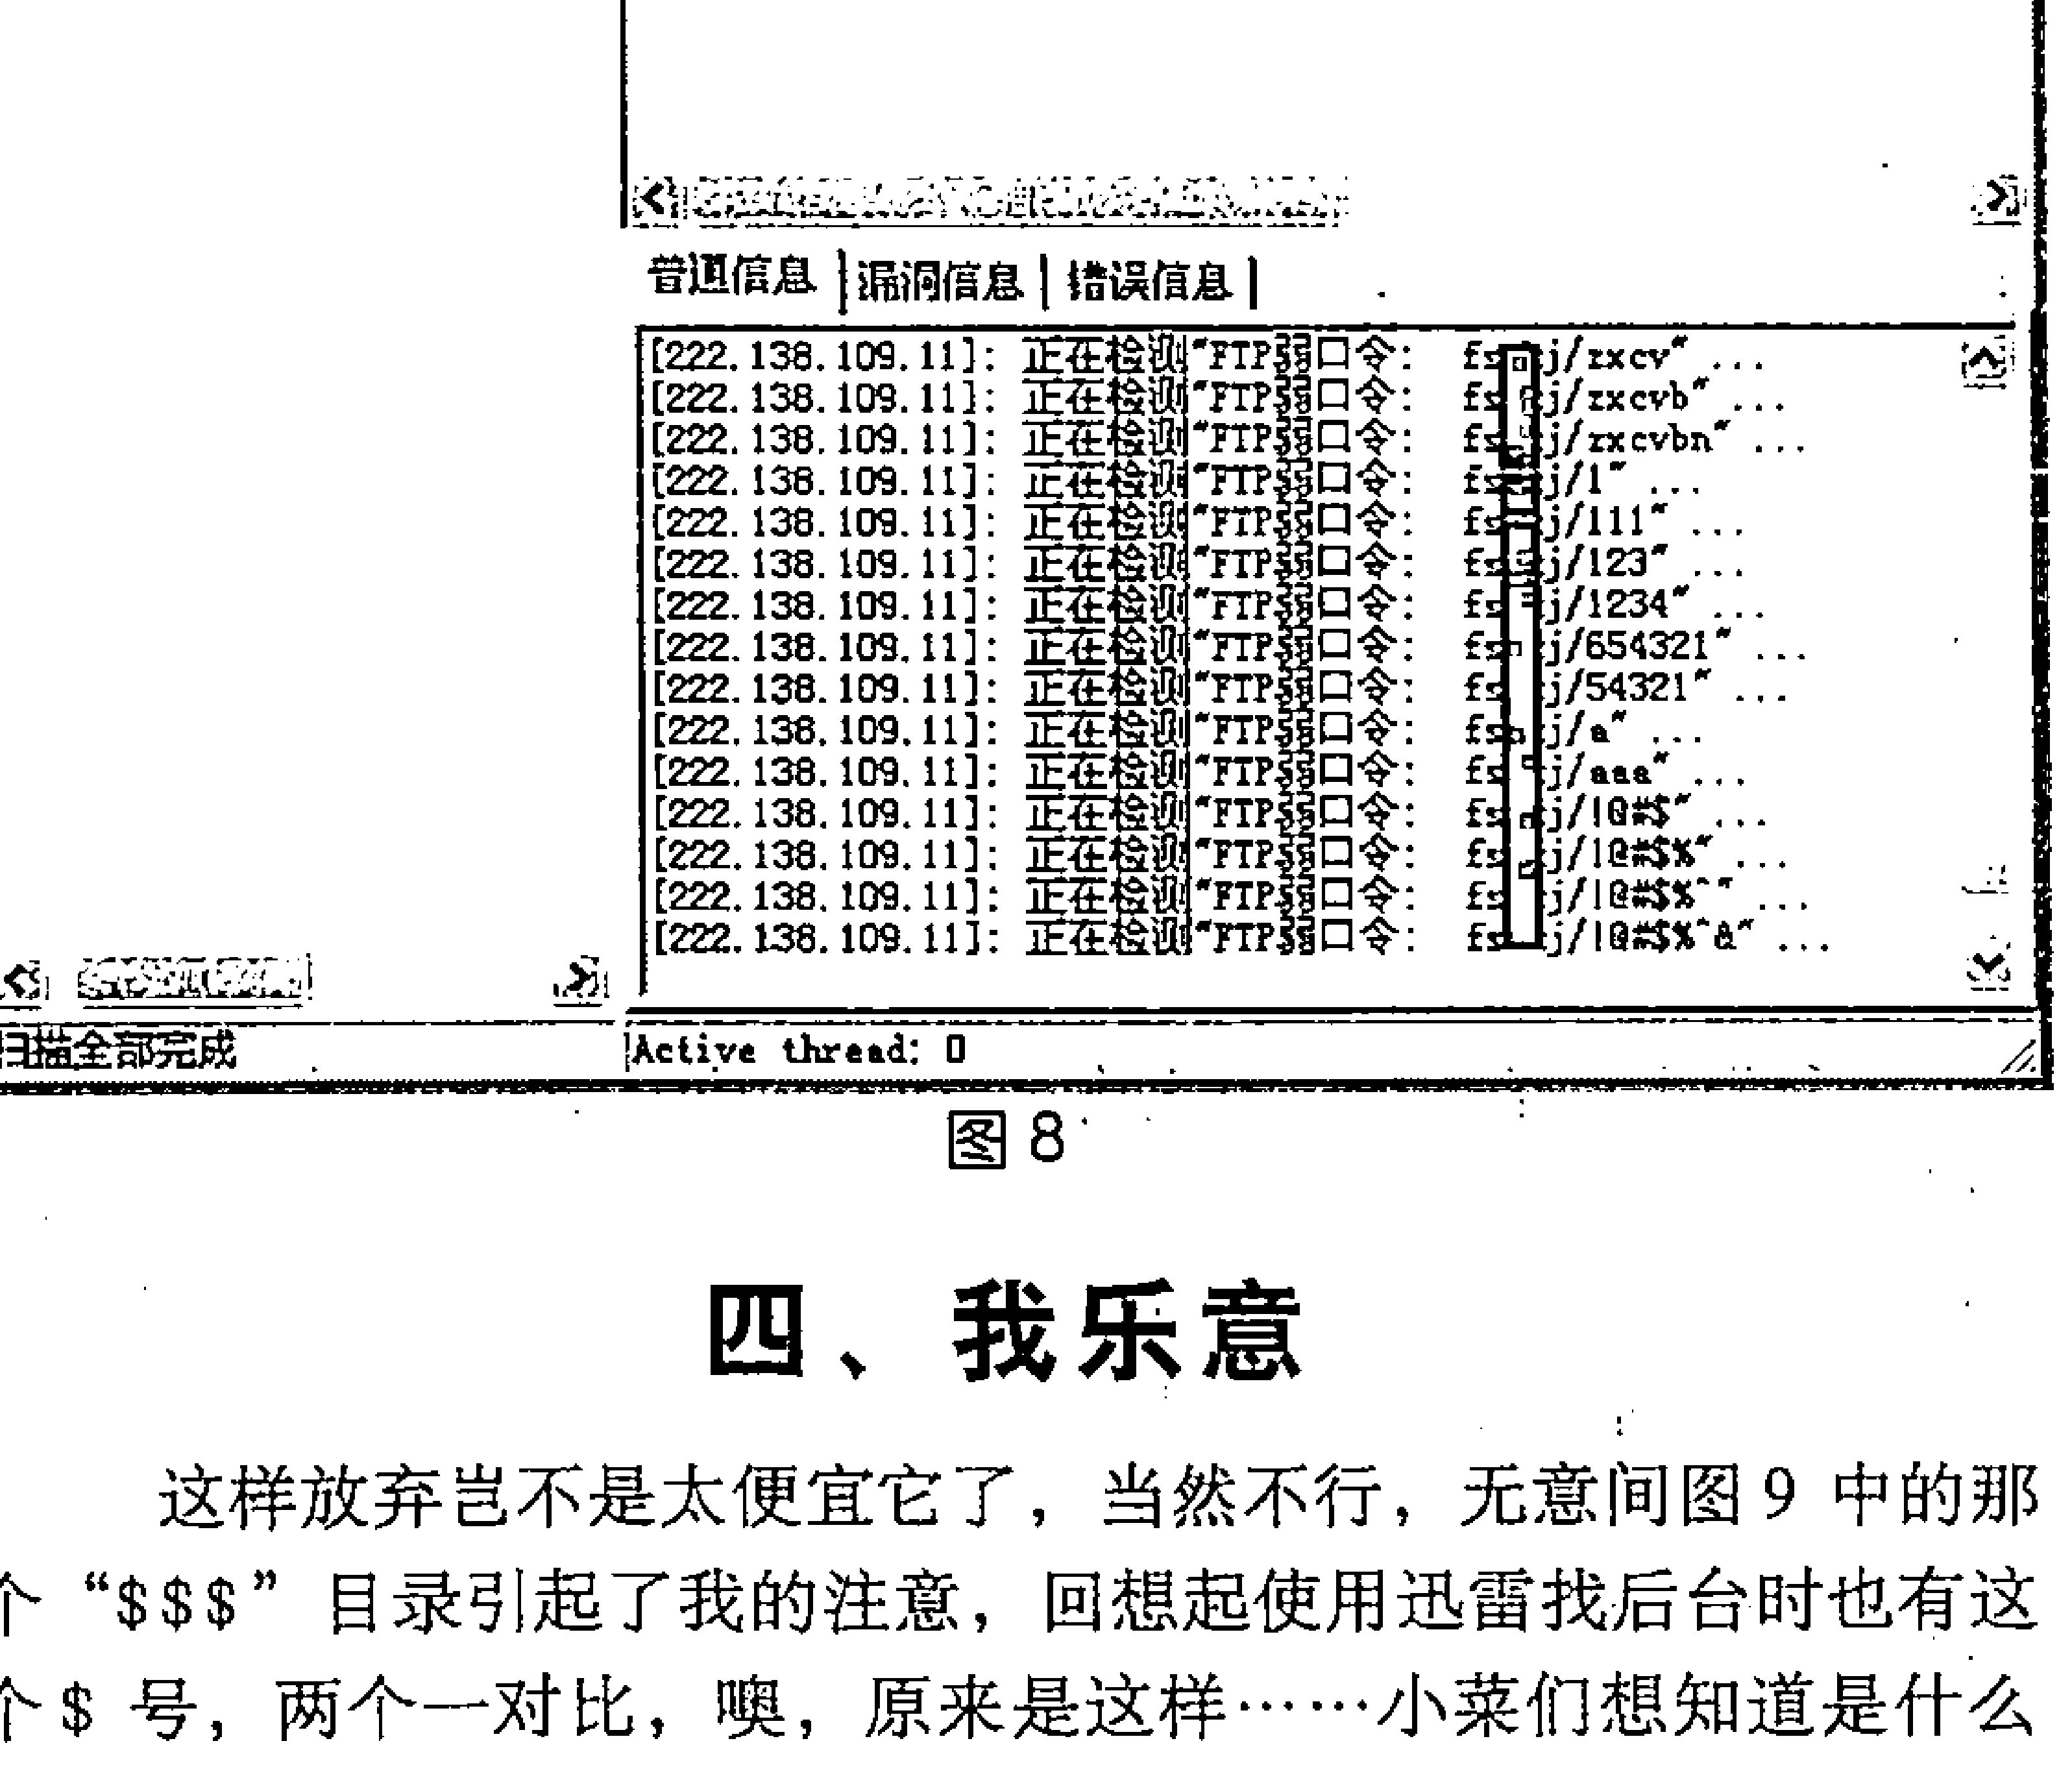 普通信息 漏洞信息 错误信息
[222.138.109.11]: 正在检测"FTP弱口令: fs j/zxcv" ...
[222.138.109.11]: 正在检测"FTP弱口令: fs j/zxcvb" ...
[222.138.109.11]: 正在检测"FTP弱口令: fs j/zxcvbn" ...
[222.138.109.11]: 正在检测"FTP弱口令: fs j/1" ...
[222.138.109.11]: 正在检测"FTP弱口令: fs j/111" ...
[222.138.109.11]: 正在检测"FTP弱口令: fs j/123" ...
[222.138.109.11]: 正在检测"FTP弱口令: fs j/1234" ...
[222.138.109.11]: 正在检测"FTP弱口令: fs j/654321" ...
[222.138.109.11]: 正在检测"FTP弱口令: fs j/54321" ...
[222.138.109.11]: 正在检测"FTP弱口令: fs j/a" ...
[222.138.109.11]: 正在检测"FTP弱口令: fs j/aaa" ...
[222.138.109.11]: 正在检测"FTP弱口令: fs j/!@#$" ...
[222.138.109.11]: 正在检测"FTP弱口令: fs j/!@#$%" ...
[222.138.109.11]: 正在检测"FTP弱口令: fs j/!@#$%^" ...
[222.138.109.11]: 正在检测"FTP弱口令: fs j/!@#$%^&" ...
扫描全部完成 Active thread: 0
图 8
四、我乐意
这样放弃岂不是太便宜它了，当然不行，无意间图 9 中的那
个“$$$”目录引起了我的注意，回想起使用迅雷找后台时也有这
个 $ 号，两个一对比，噢，原来是这样……小菜们想知道是什么